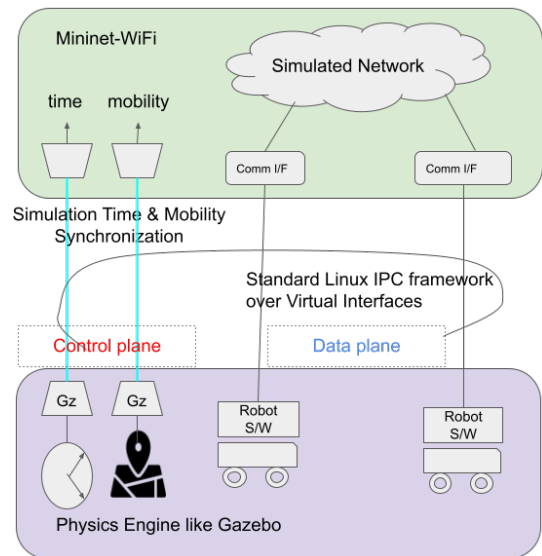 Mininet-WiFi
Simulated Network
time
mobility
Comm I/F
Comm I/F
Simulation Time & Mobility
Synchronization
Standard Linux IPC framework
over Virtual Interfaces
Control plane
Data plane
Gz
Gz
Robot
S/W
Robot
S/W
Physics Engine like Gazebo